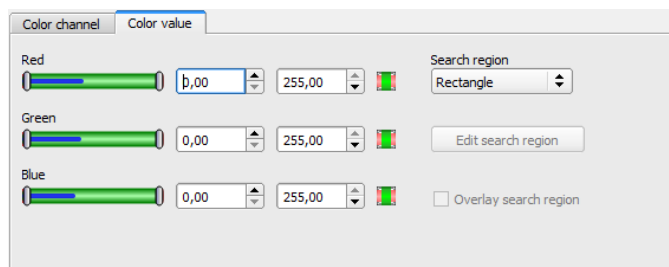 Color channel Color value
Red
0,00 255,00
Search region
Rectangle
Green
0,00 255,00
Edit search region
Blue
0,00 255,00
Overlay search region